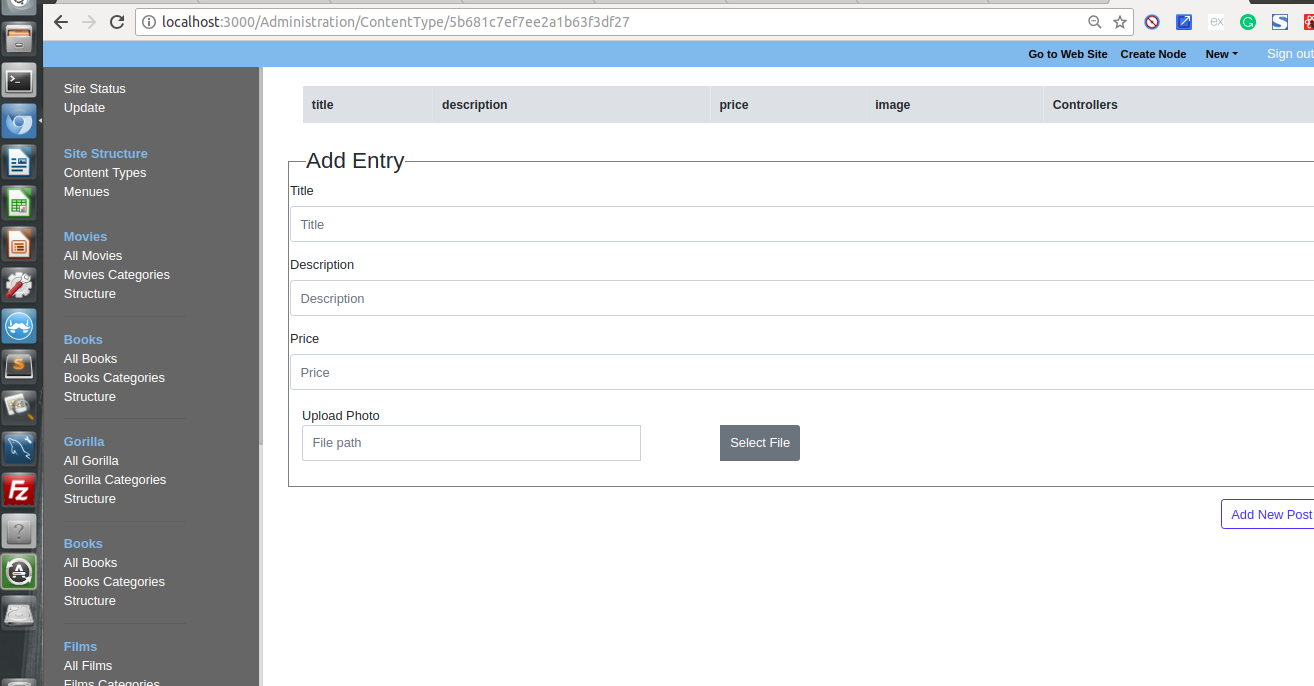 localhost:3000/Administration/ContentType/5b681c7ef7ee2a1b63f3df27
Go to Web Site Create Node New Sign out
Site Status
Update
Site Structure
Content Types
Menues
Movies
All Movies
Movies Categories
Structure
Books
All Books
Books Categories
Structure
Gorilla
All Gorilla
Gorilla Categories
Structure
Books
All Books
Books Categories
Structure
Films
All Films
Films Categories
title description price image Controllers
Add Entry
Title
Title
Description
Description
Price
Price
Upload Photo
File path Select File
Add New Post